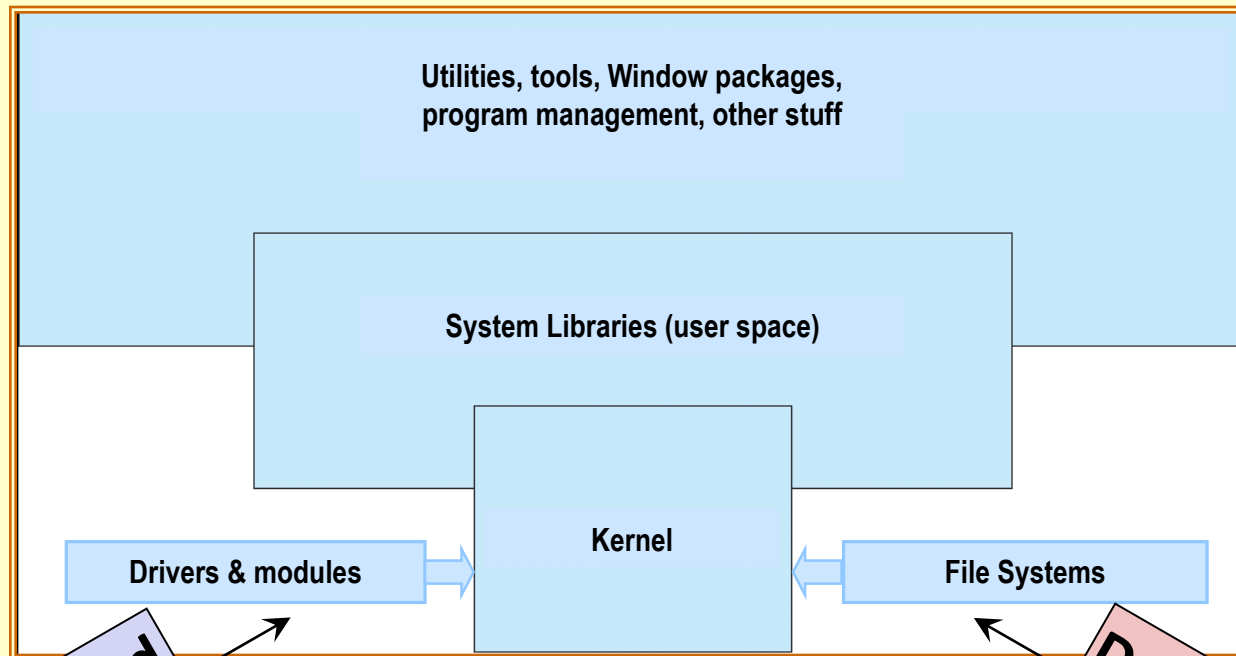 Utilities, tools, Window packages,
program management, other stuff
System Libraries (user space)
Kernel
Drivers & modules
File Systems